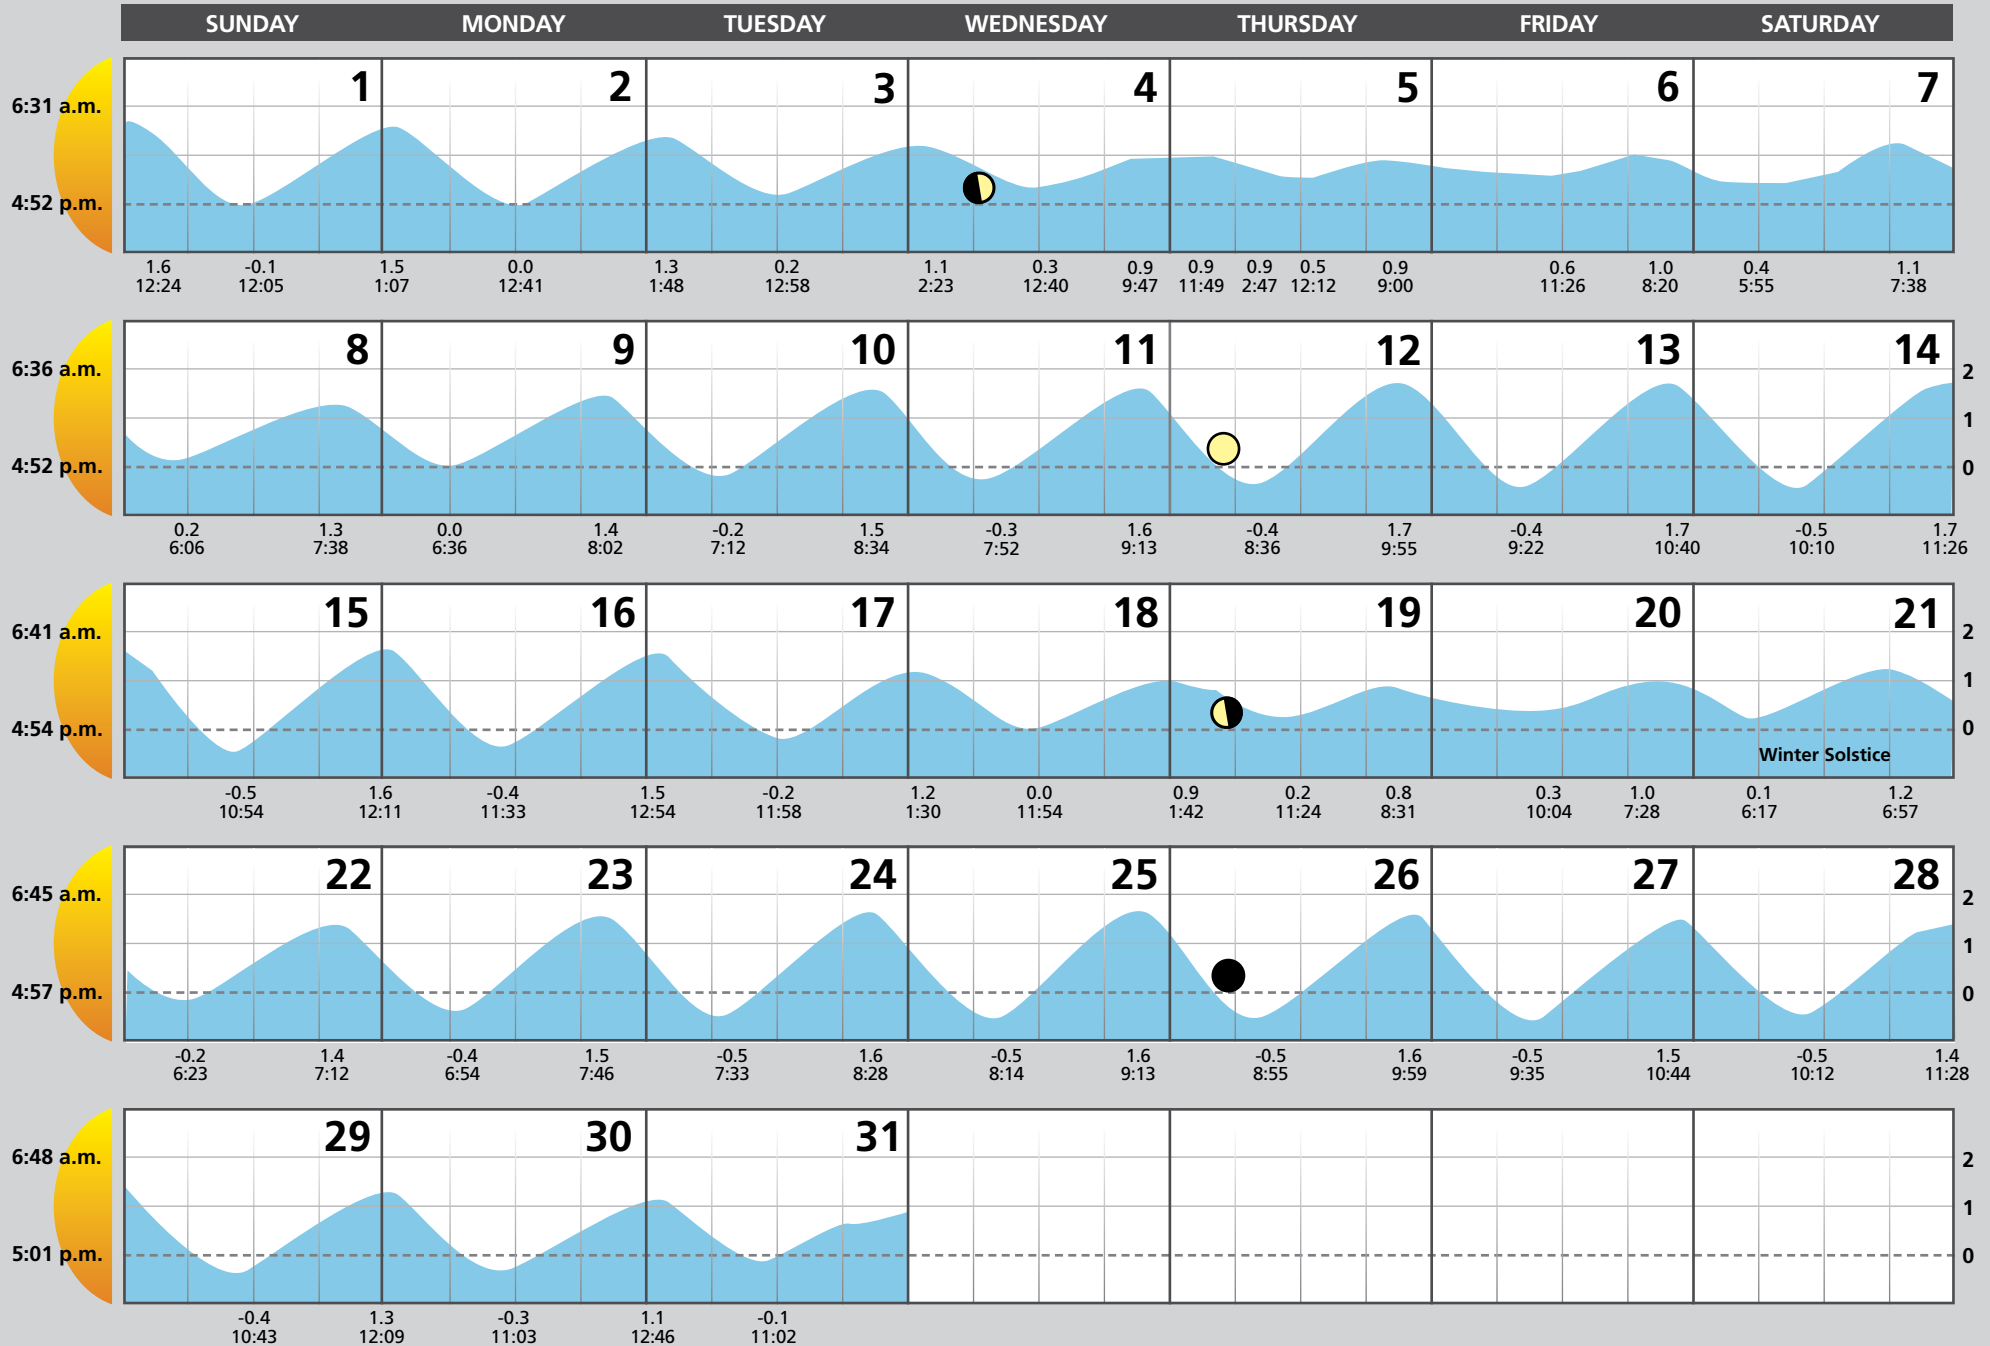 SUNDAY MONDAY TUESDAY WEDNESDAY THURSDAY FRIDAY SATURDAY
1 2 3 4 5 6 7
6:31 a.m.
4:52 p.m.
1.6 -0.1 1.5 0.0 1.3 0.2 1.1 0.3 0.9 0.9 0.9 0.5 0.9 0.6 1.0 0.4 1.1
12:24 12:05 1:07 12:41 1:48 12:58 2:23 12:40 9:47 11:49 2:47 12:12 9:00 11:26 8:20 5:55 7:38
8 9 10 11 12 13 14
6:36 a.m. 2
1
4:52 p.m. 0
0.2 1.3 0.0 1.4 -0.2 1.5 -0.3 1.6 -0.4 1.7 -0.4 1.7 -0.5 1.7
6:06 7:38 6:36 8:02 7:12 8:34 7:52 9:13 8:36 9:55 9:22 10:40 10:10 11:26
15 16 17 18 19 20 21
6:41 a.m. 2
1
4:54 p.m. 0
Winter Solstice
-0.5 1.6 -0.4 1.5 -0.2 1.2 0.0 0.9 0.2 0.8 0.3 1.0 0.1 1.2
10:54 12:11 11:33 12:54 11:58 1:30 11:54 1:42 11:24 8:31 10:04 7:28 6:17 6:57
22 23 24 25 26 27 28
6:45 a.m. 2
1
4:57 p.m. 0
-0.2 1.4 -0.4 1.5 -0.5 1.6 -0.5 1.6 -0.5 1.6 -0.5 1.5 -0.5 1.4
6:23 7:12 6:54 7:46 7:33 8:28 8:14 9:13 8:55 9:59 9:35 10:44 10:12 11:28
29 30 31
6:48 a.m. 2
1
5:01 p.m. 0
-0.4 1.3 -0.3 1.1 -0.1
10:43 12:09 11:03 12:46 11:02